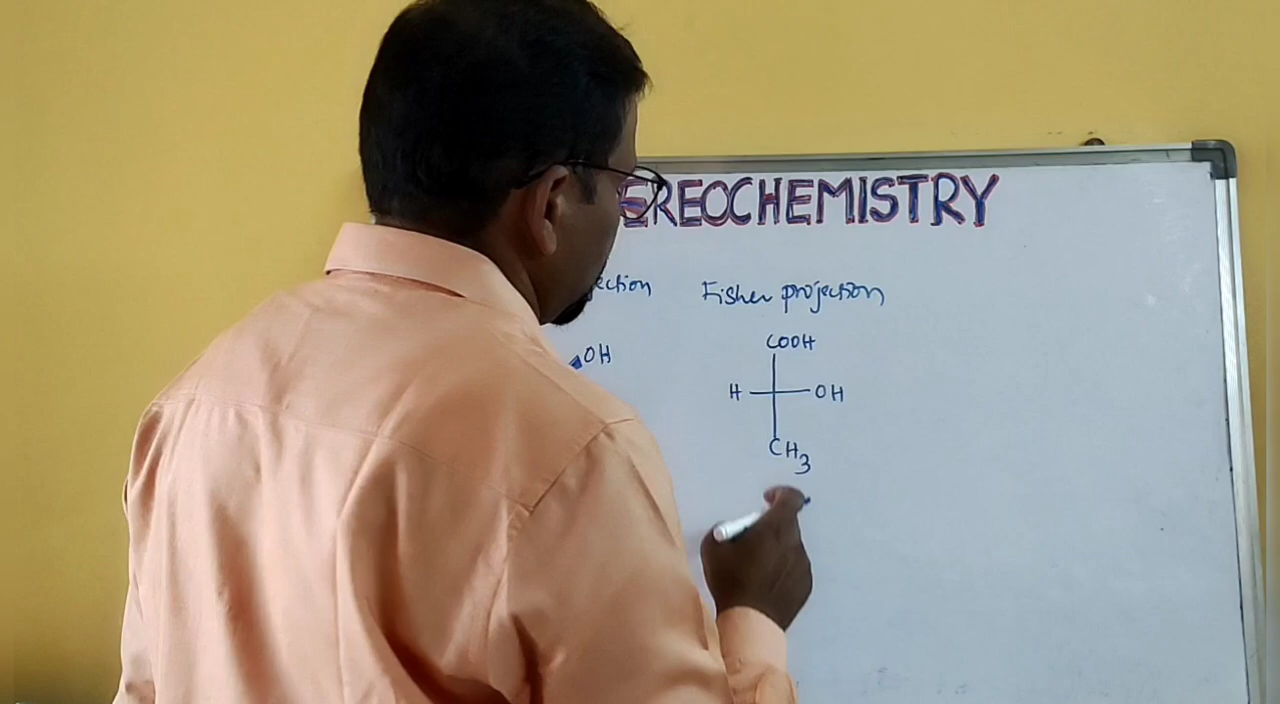 EREOCHEMISTRY
ection Fisher projection
OH
COOH
H OH
CH3